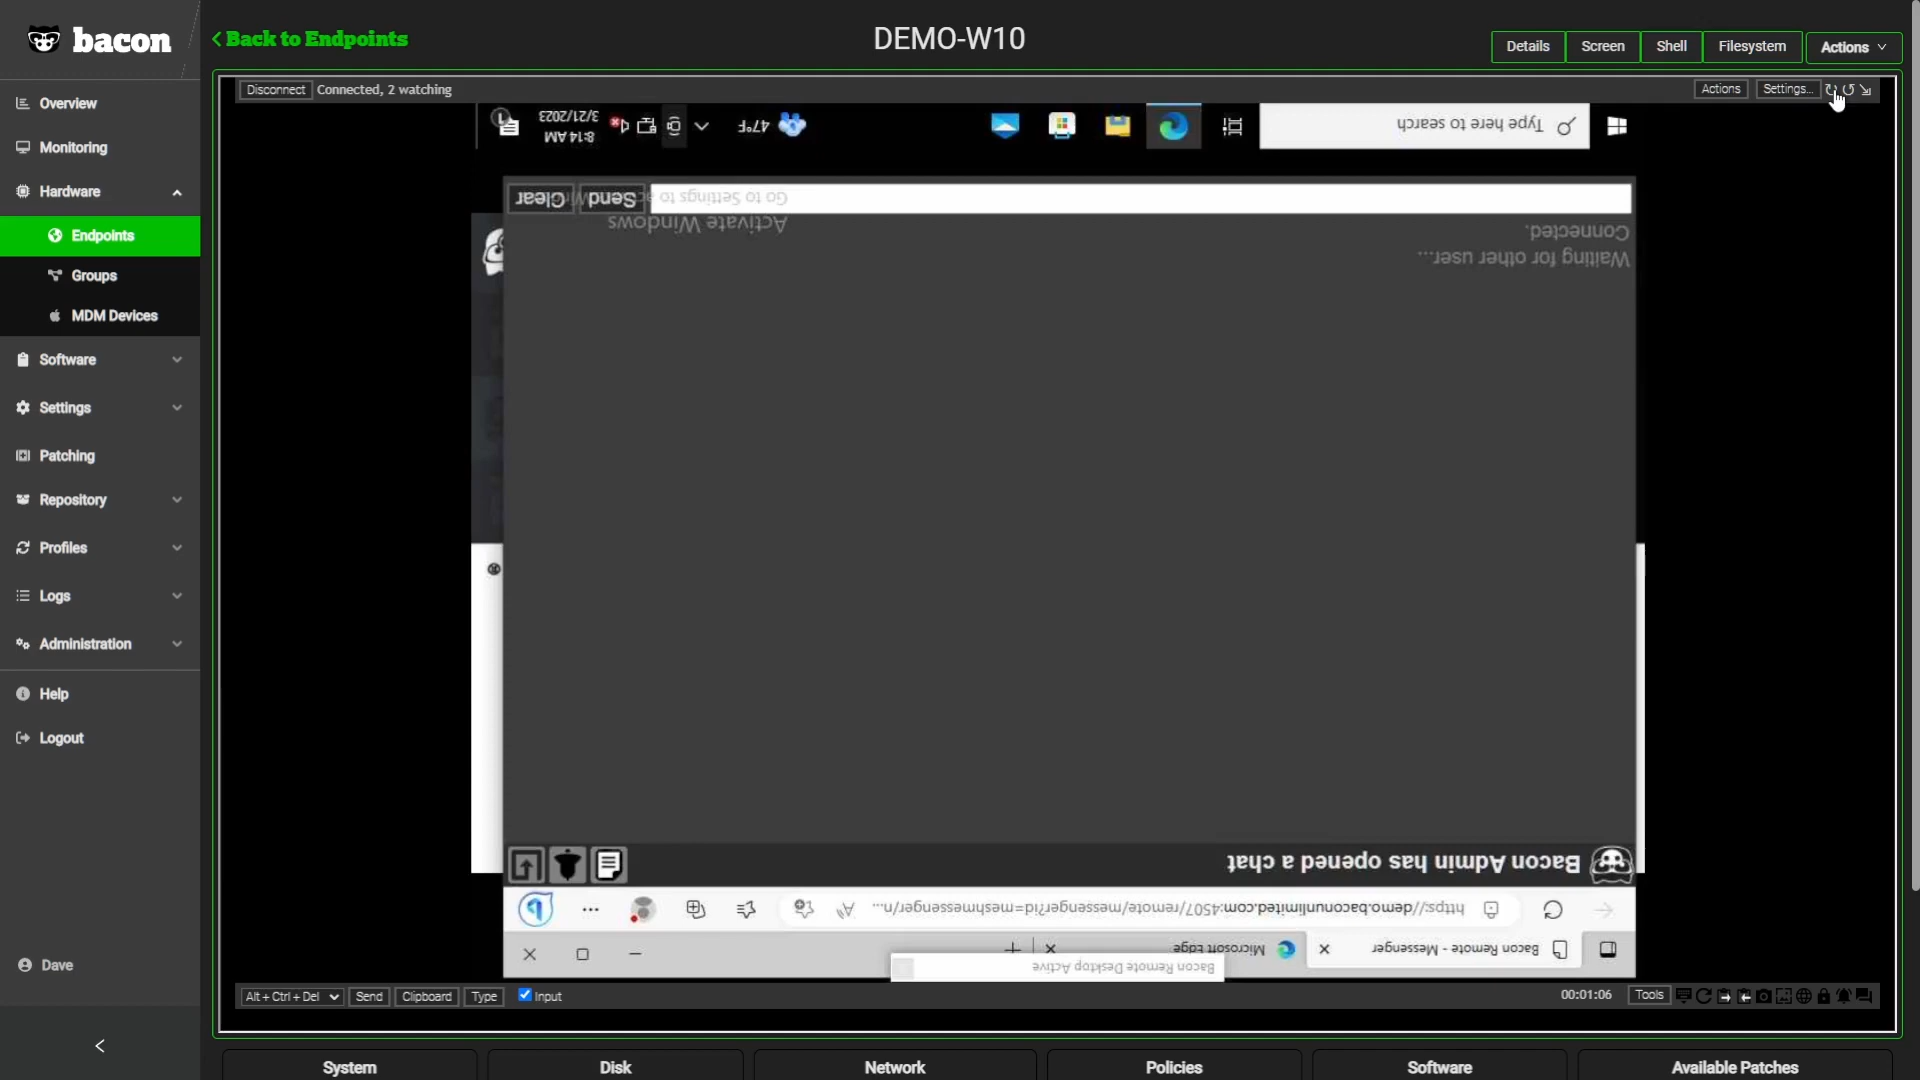 bacon
Back to Endpoints
DEMO-W10
Details
Screen
Shell
Filesystem
Actions
Overview
Monitoring
Hardware
Endpoints
Groups
MDM Devices
Software
Settings
Patching
Repository
Profiles
Logs
Administration
Help
Logout
Dave
Disconnect
Connected, 2 watching
Actions
Settings...
Type here to search
47°F
8:14 AM
3/21/2023
Send
Clear
Activate Windows
Go to Settings to
Waiting for other user...
Connected.
Bacon Admin has opened a chat
https://demo.baconunlimited.com:4507/remote/messenger?id=meshmessenger/n...
Bacon Remote - Messenger
Microsoft Edge
Bacon Remote Desktop Active
Alt + Ctrl + Del
Send
Clipboard
Type
Input
00:01:06
Tools
System
Disk
Network
Policies
Software
Available Patches